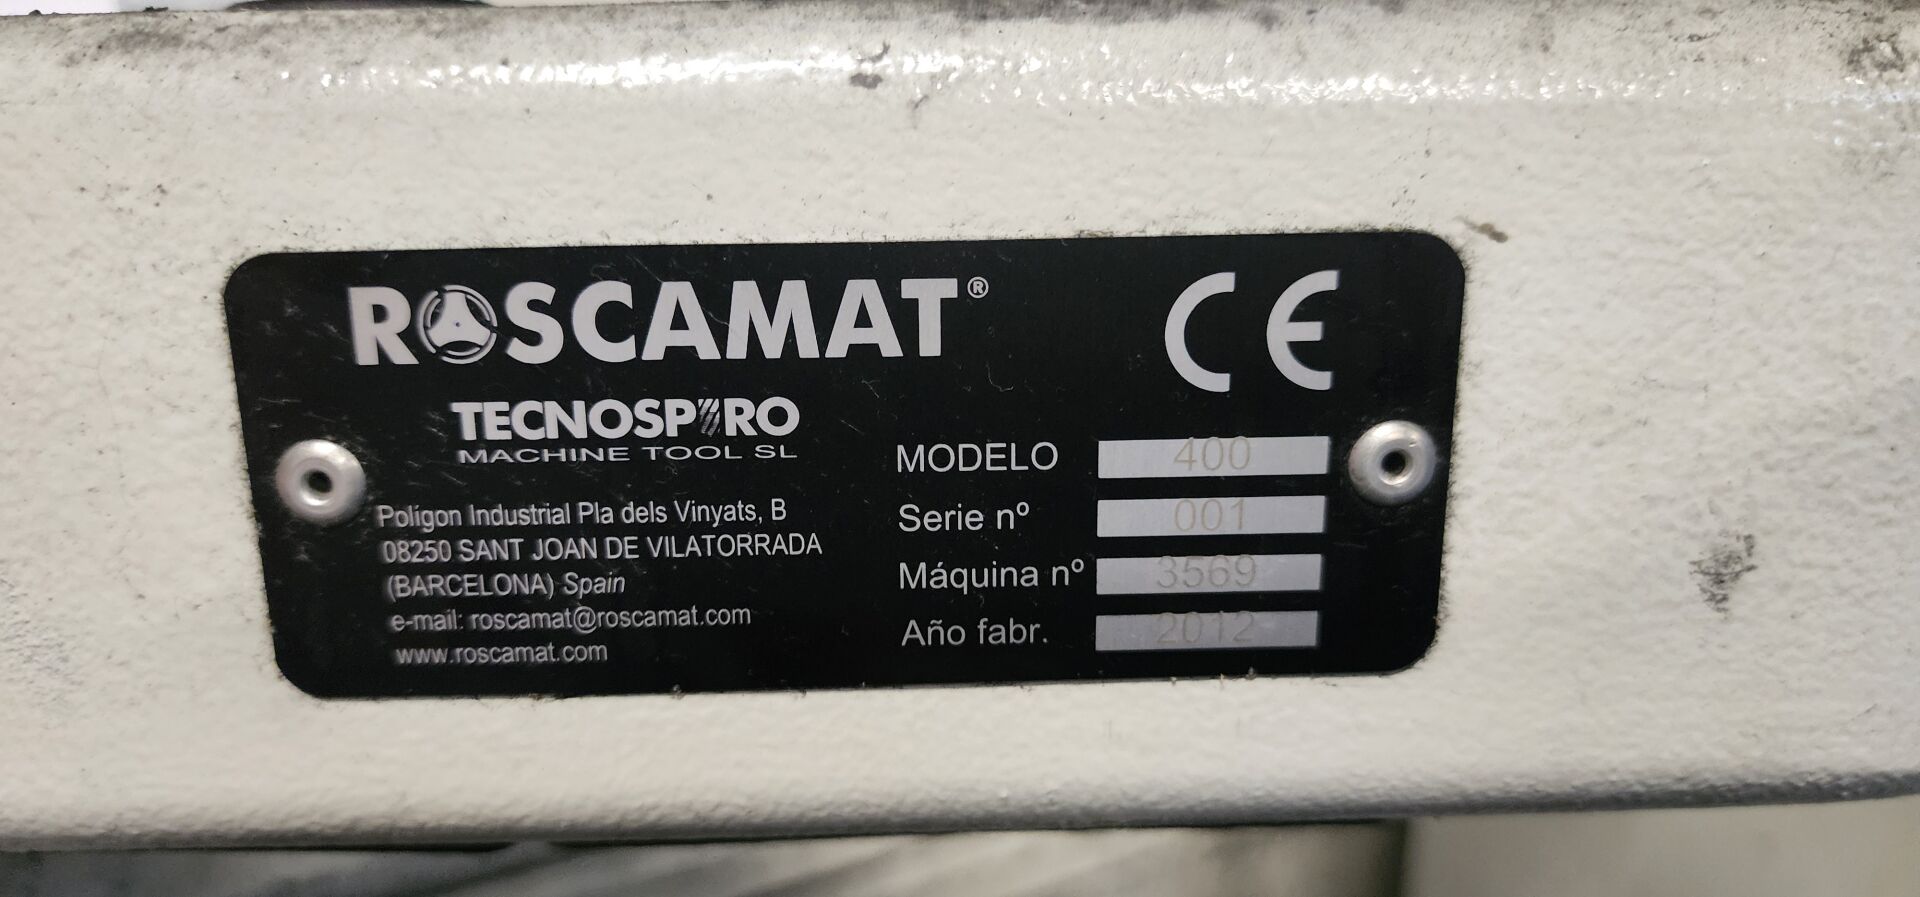 ROSCAMAT®
CE
TECNOSPIRO
MACHINE TOOL SL
Polígon Industrial Pla dels Vinyats, B
08250 SANT JOAN DE VILATORRADA
(BARCELONA) Spain
e-mail: roscamat@roscamat.com
www.roscamat.com
MODELO 400
Serie nº 001
Máquina nº 3569
Año fabr. 2012